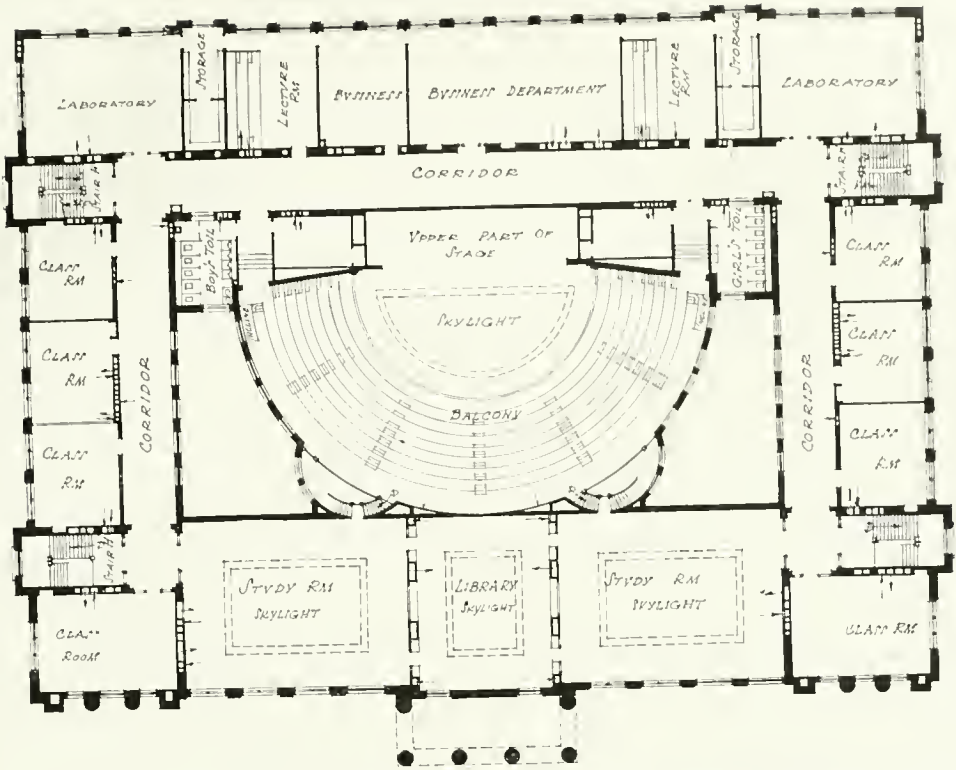 LABORATORY
STORAGE
LECTURE
RM
BUSINESS
BUSINESS DEPARTMENT
LECTURE
RM
STORAGE
LABORATORY
STAIR H
CORRIDOR
STAIR H
CLASS
RM
BOYS TOIL
UPPER PART OF
STAGE
GIRLS TOIL
CLASS
RM
INCLINE
SKYLIGHT
INCLINE
CLASS
RM
CORRIDOR
BALCONY
CORRIDOR
CLASS
RM
CLASS
RM
CLASS
RM
STAIR H
STUDY RM
SKYLIGHT
LIBRARY
SKYLIGHT
STUDY RM
SKYLIGHT
CLASS
ROOM
CLASS RM